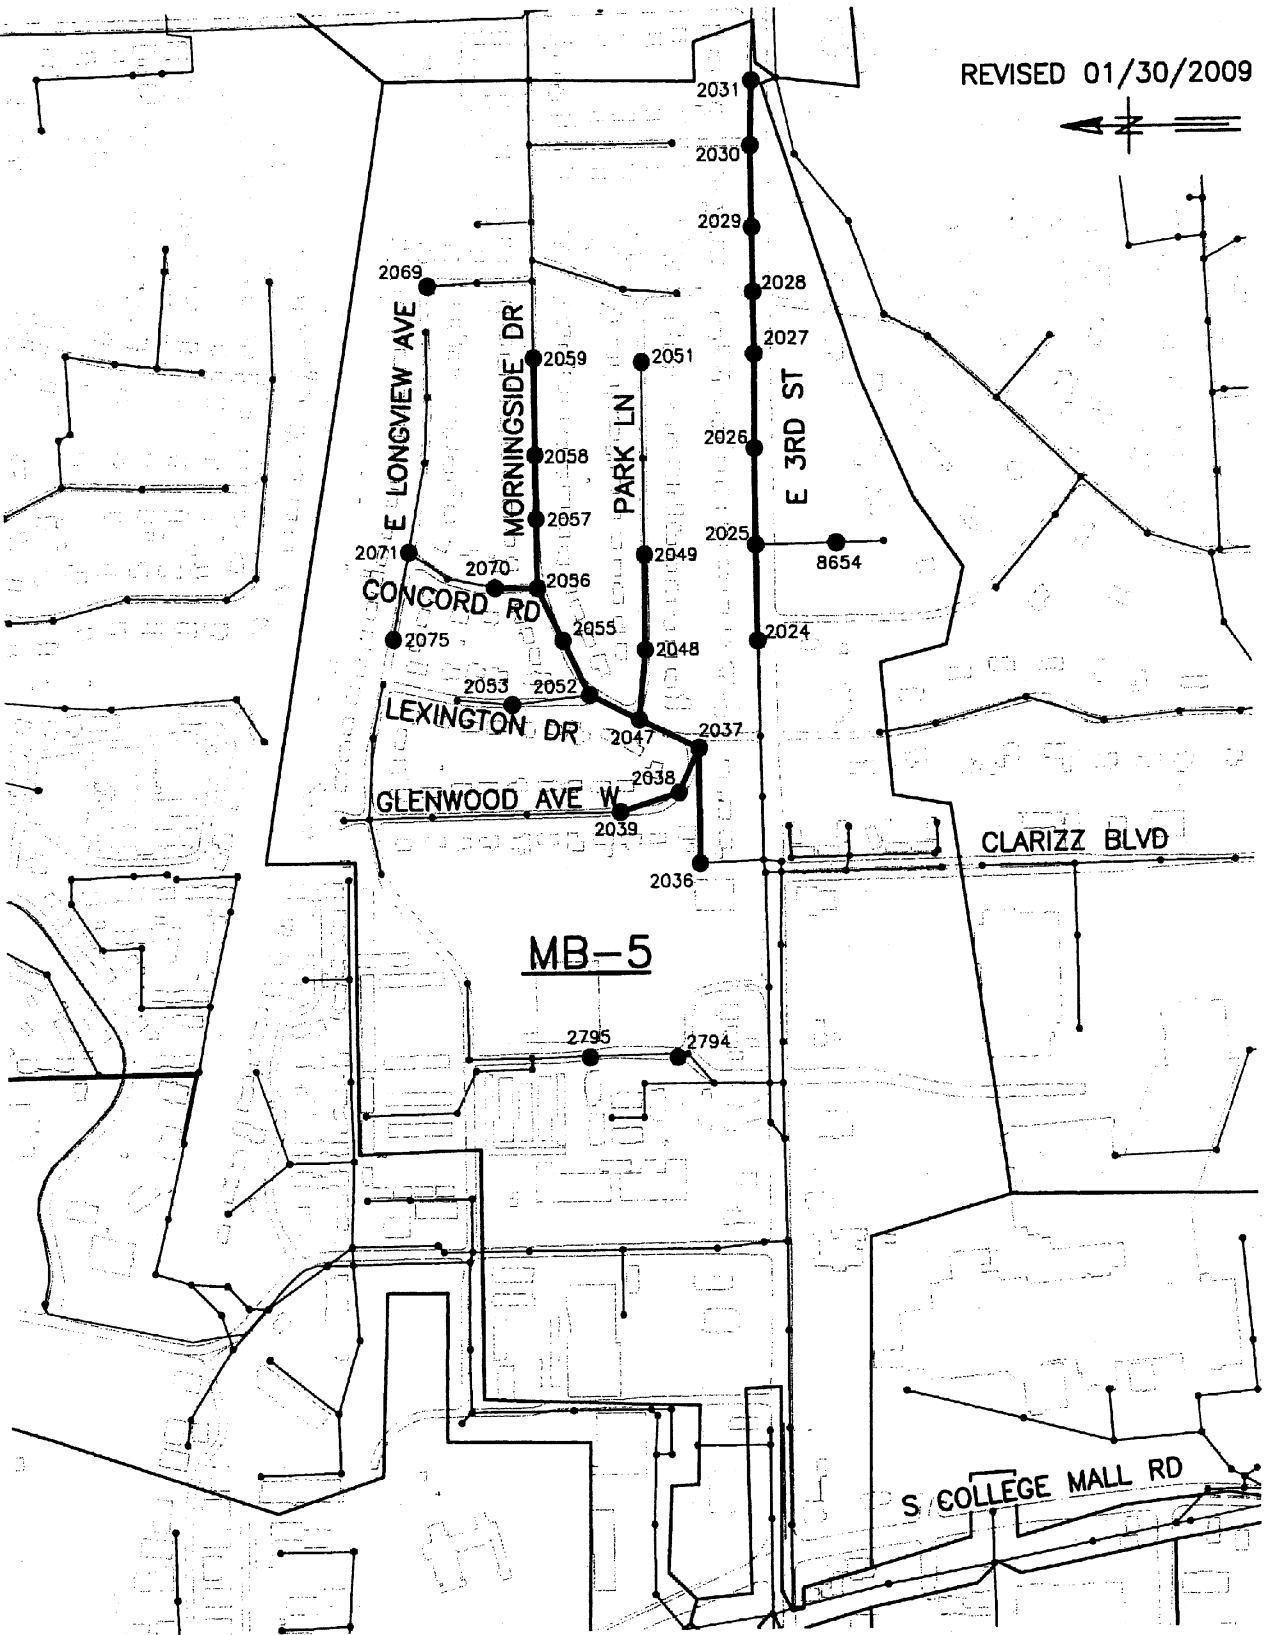 REVISED 01/30/2009
N
2031
2030
2029
2069
2028
E LONGVIEW AVE
MORNINGSIDE DR
2059
2051
2027
PARK LN
E 3RD ST
2058
2026
2057
2071
2049
2025
8654
2070
2056
CONCORD RD
2055
2075
2048
2024
2053
2052
LEXINGTON DR
2047
2037
2038
GLENWOOD AVE W
2039
CLARIZZ BLVD
2036
MB-5
2795
2794
S COLLEGE MALL RD